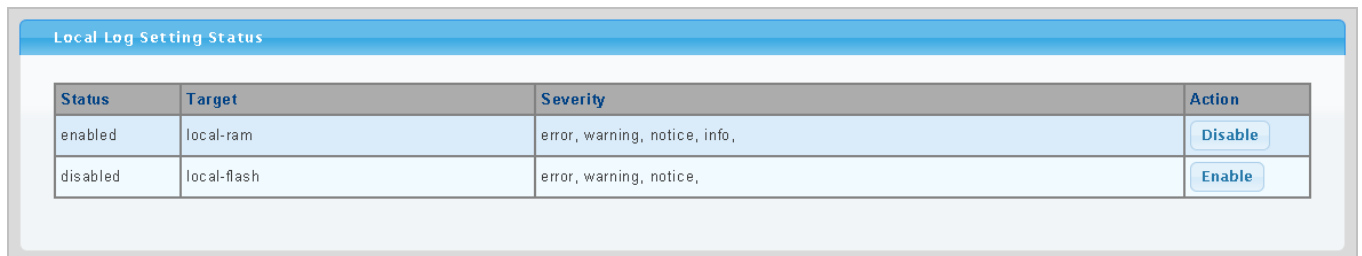 Local Log Setting Status
Status Target Severity Action
enabled local-ram error, warning, notice, info, Disable
disabled local-flash error, warning, notice, Enable